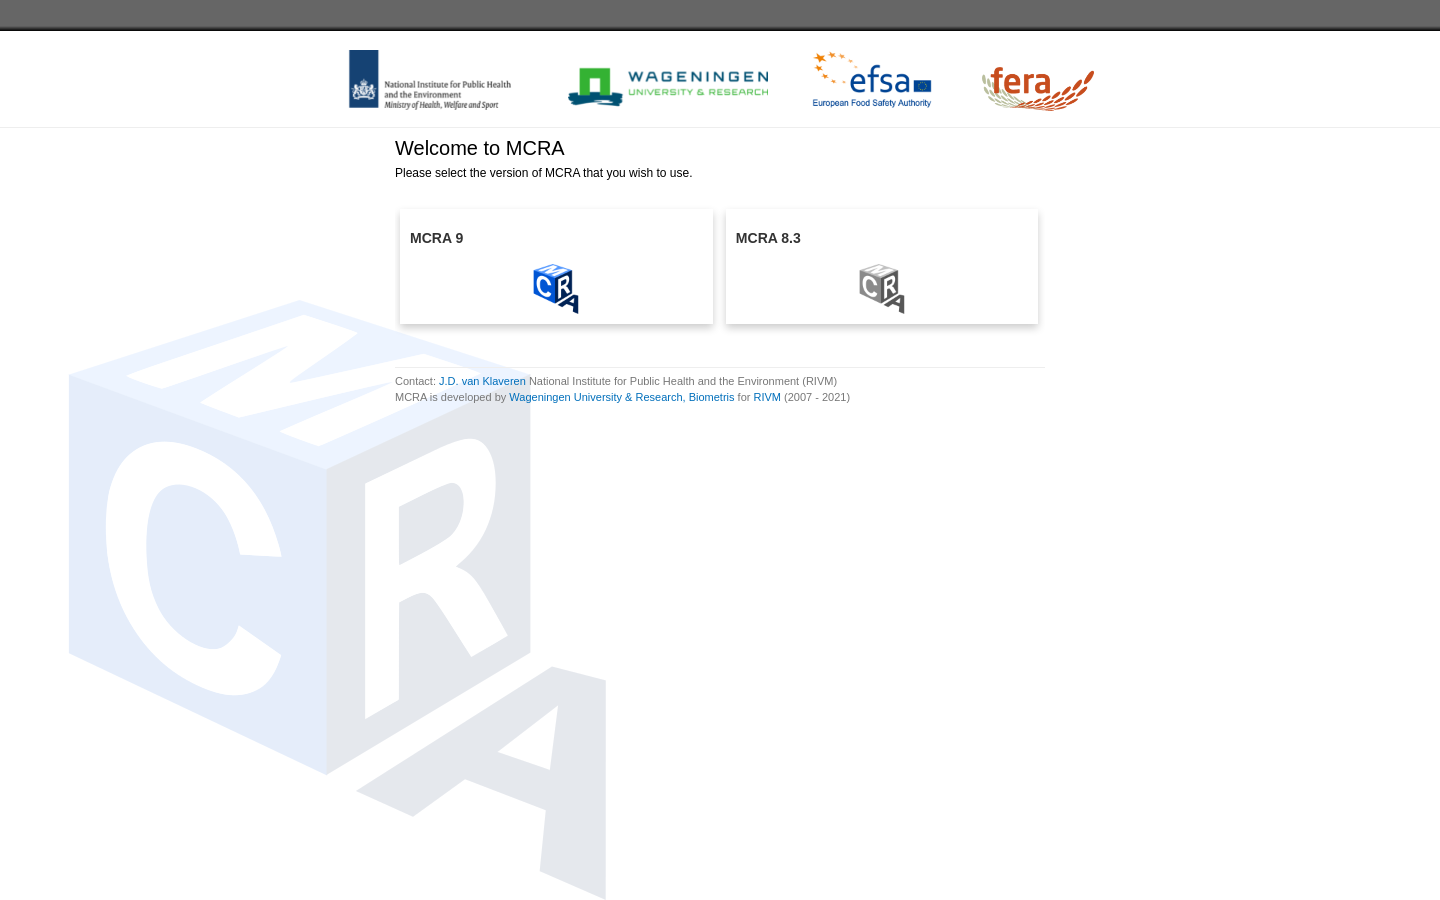 National Institute for Public Health
and the Environment
Ministry of Health, Welfare and Sport
WAGENINGEN
UNIVERSITY & RESEARCH
efsa
European Food Safety Authority
fera
Welcome to MCRA
Please select the version of MCRA that you wish to use.
MCRA 9
MCRA 8.3
MCRA
MCRA
Contact: J.D. van Klaveren National Institute for Public Health and the Environment (RIVM)
MCRA is developed by Wageningen University & Research, Biometris for RIVM (2007 - 2021)
MCRA